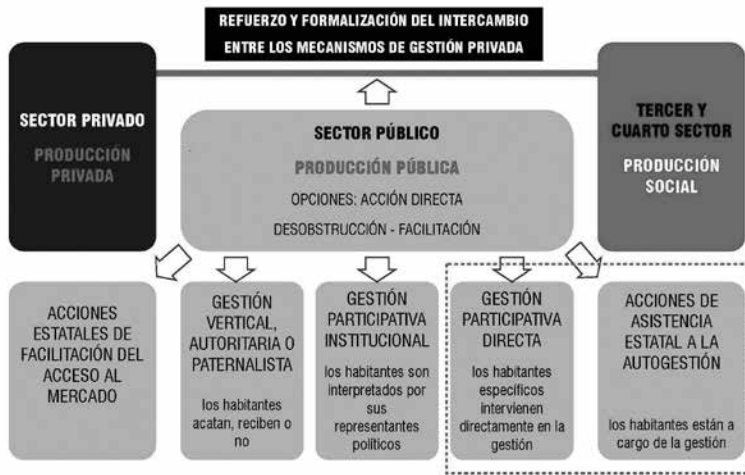 REFUERZO Y FORMALIZACIÓN DEL INTERCAMBIO
ENTRE LOS MECANISMOS DE GESTIÓN PRIVADA
SECTOR PRIVADO
PRODUCCIÓN
PRIVADA
SECTOR PÚBLICO
PRODUCCIÓN PÚBLICA
OPCIONES: ACCIÓN DIRECTA
DESOBSTRUCCIÓN - FACILITACIÓN
TERCER Y
CUARTO SECTOR
PRODUCCIÓN
SOCIAL
ACCIONES
ESTATALES DE
FACILITACIÓN DEL
ACCESO AL
MERCADO
GESTIÓN
VERTICAL,
AUTORITARIA O
PATERNALISTA
los habitantes
acatan, reciben o
no
GESTIÓN
PARTICIPATIVA
INSTITUCIONAL
los habitantes son
interpretados por
sus
representantes
políticos
GESTIÓN
PARTICIPATIVA
DIRECTA
los habitantes
específicos
intervienen
directamente en la
gestión
ACCIONES DE
ASISTENCIA
ESTATAL A LA
AUTOGESTIÓN
los habitantes están a
cargo de la gestión